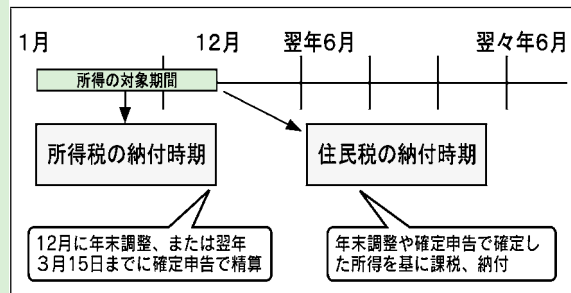 1月 12月 翌年6月 翌々年6月
所得の対象期間
所得税の納付時期
住民税の納付時期
12月に年末調整、または翌年
3月15日までに確定申告で精算
年末調整や確定申告で確定し
た所得を基に課税、納付